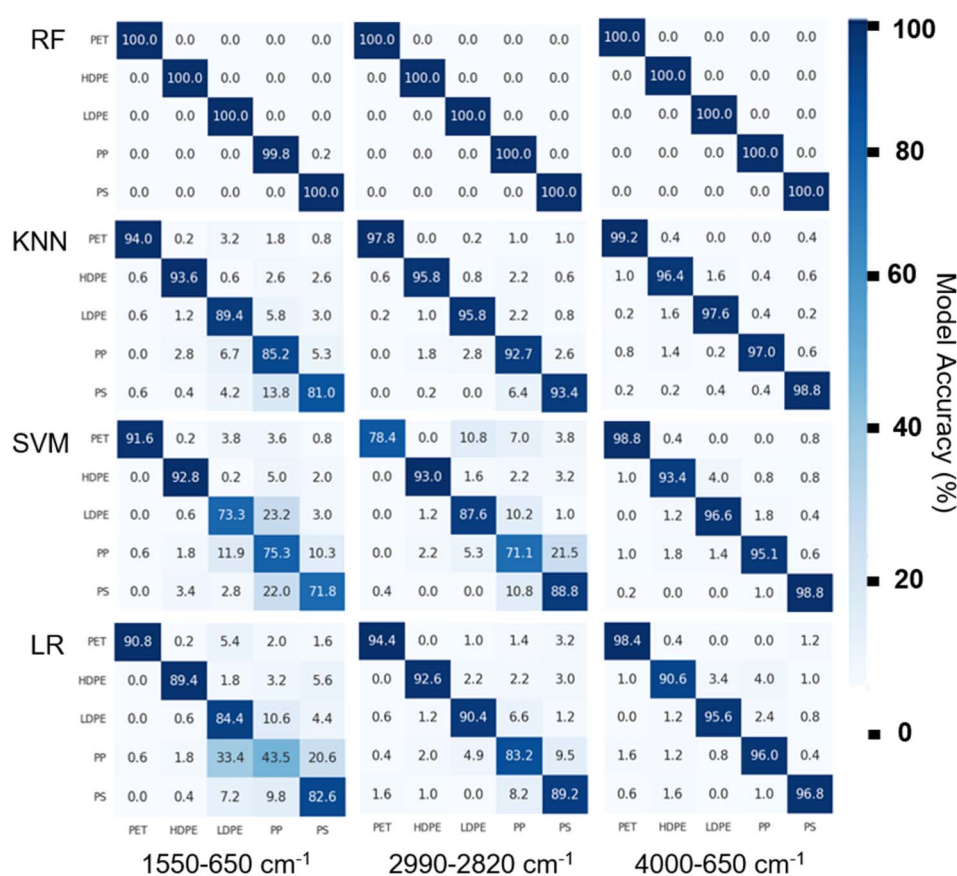 RF PET 100.0 0.0 0.0 0.0 0.0 100.0 0.0 0.0 0.0 0.0 100.0 0.0 0.0 0.0 0.0 100
HDPE 0.0 100.0 0.0 0.0 0.0 0.0 100.0 0.0 0.0 0.0 0.0 100.0 0.0 0.0 0.0
LDPE 0.0 0.0 100.0 0.0 0.0 0.0 0.0 100.0 0.0 0.0 0.0 0.0 100.0 0.0 0.0
PP 0.0 0.0 0.0 99.8 0.2 0.0 0.0 0.0 100.0 0.0 0.0 0.0 0.0 100.0 0.0 80
PS 0.0 0.0 0.0 0.0 100.0 0.0 0.0 0.0 0.0 100.0 0.0 0.0 0.0 0.0 100.0
KNN PET 94.0 0.2 3.2 1.8 0.8 97.8 0.0 0.2 1.0 1.0 99.2 0.4 0.0 0.0 0.4
HDPE 0.6 93.6 0.6 2.6 2.6 0.6 95.8 0.8 2.2 0.6 1.0 96.4 1.6 0.4 0.6 60
LDPE 0.6 1.2 89.4 5.8 3.0 0.2 1.0 95.8 2.2 0.8 0.2 1.6 97.6 0.4 0.2
PP 0.0 2.8 6.7 85.2 5.3 0.0 1.8 2.8 92.7 2.6 0.8 1.4 0.2 97.0 0.6
PS 0.6 0.4 4.2 13.8 81.0 0.0 0.2 0.0 6.4 93.4 0.2 0.2 0.4 0.4 98.8
Model Accuracy (%)
SVM PET 91.6 0.2 3.8 3.6 0.8 78.4 0.0 10.8 7.0 3.8 98.8 0.4 0.0 0.0 0.8 40
HDPE 0.0 92.8 0.2 5.0 2.0 0.0 93.0 1.6 2.2 3.2 1.0 93.4 4.0 0.8 0.8
LDPE 0.0 0.6 73.3 23.2 3.0 0.0 1.2 87.6 10.2 1.0 0.0 1.2 96.6 1.8 0.4
PP 0.6 1.8 11.9 75.3 10.3 0.0 2.2 5.3 71.1 21.5 1.0 1.8 1.4 95.1 0.6
PS 0.0 3.4 2.8 22.0 71.8 0.4 0.0 0.0 10.8 88.8 0.2 0.0 0.0 1.0 98.8 20
LR PET 90.8 0.2 5.4 2.0 1.6 94.4 0.0 1.0 1.4 3.2 98.4 0.4 0.0 0.0 1.2
HDPE 0.0 89.4 1.8 3.2 5.6 0.0 92.6 2.2 2.2 3.0 1.0 90.6 3.4 4.0 1.0
LDPE 0.0 0.6 84.4 10.6 4.4 0.6 1.2 90.4 6.6 1.2 0.0 1.2 95.6 2.4 0.8 0
PP 0.6 1.8 33.4 43.5 20.6 0.4 2.0 4.9 83.2 9.5 1.6 1.2 0.8 96.0 0.4
PS 0.0 0.4 7.2 9.8 82.6 1.6 1.0 0.0 8.2 89.2 0.6 1.6 0.0 1.0 96.8
PET HDPE LDPE PP PS PET HDPE LDPE PP PS PET HDPE LDPE PP PS
1550-650 cm⁻¹ 2990-2820 cm⁻¹ 4000-650 cm⁻¹